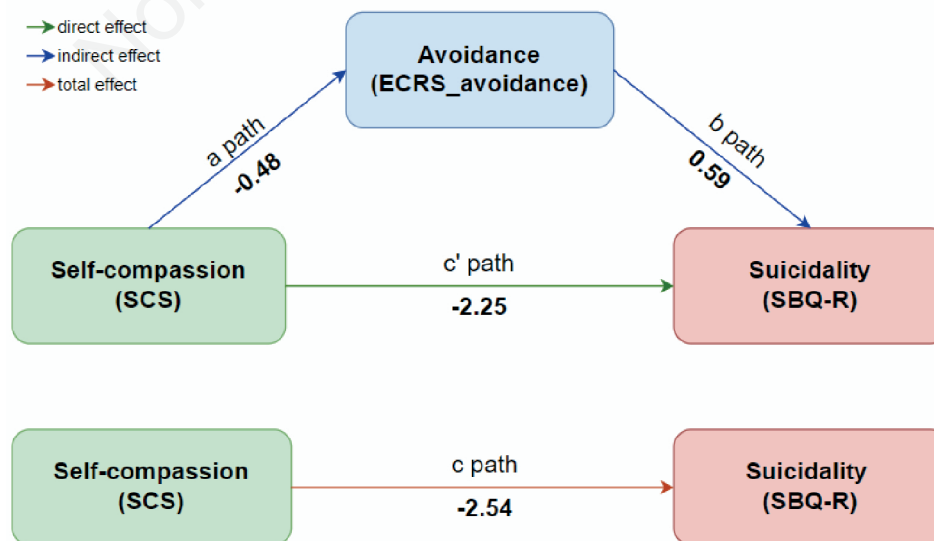 direct effect
indirect effect
total effect
Avoidance
(ECRS_avoidance)
a path
-0.48
b path
0.59
Self-compassion
(SCS)
c' path
-2.25
Suicidality
(SBQ-R)
Self-compassion
(SCS)
c path
-2.54
Suicidality
(SBQ-R)